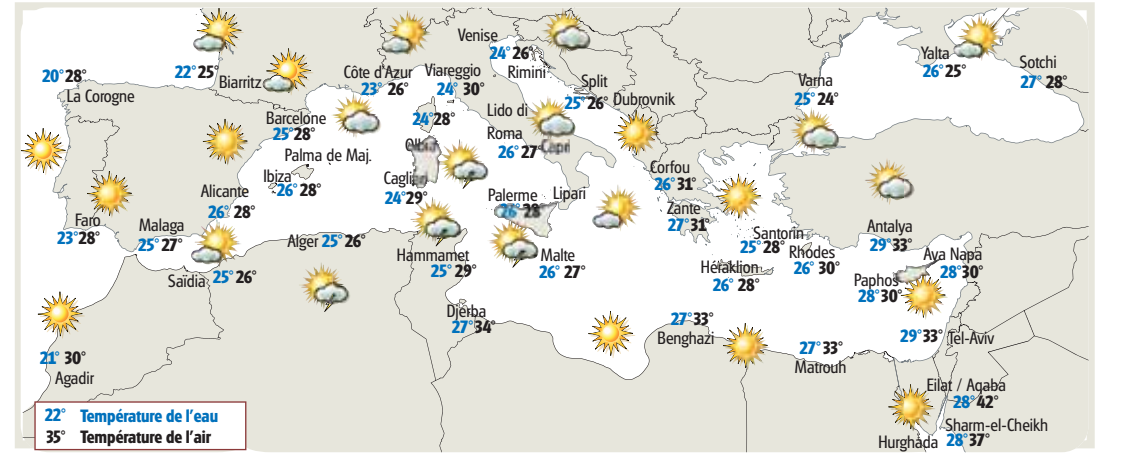 Venise
24° 26°
Rimini
Yalta
26° 25°
Sotchi
27° 28°
20° 28°
La Corogne
22° 25°
Biarritz
Côte d'Azur
23° 26°
Viareggio
24° 30°
Split
25° 26°
Dubrovnik
Varna
25° 24°
Barcelone
25° 28°
24° 28°
Lido di
Roma
26° 27°
Capri
Olbia
Palma de Maj.
Ibiza
26° 28°
Cagliari
24° 29°
Corfou
26° 31°
Alicante
26° 28°
Palerme
26° 28°
Lipari
Zante
27° 31°
Faro
23° 28°
Malaga
25° 27°
Alger 25° 26°
Santorin
25° 28°
Rhodes
26° 30°
Antalya
29° 33°
Hammamet
25° 29°
Malte
26° 27°
Héraklion
26° 28°
Aya Napa
28° 30°
Paphos
28° 30°
Saïdia
25° 26°
Djerba
27° 34°
27° 33°
Benghazi
27° 33°
Matrouh
29° 33°
Tel-Aviv
21° 30°
Agadir
Eilat / Aqaba
28° 42°
Sharm-el-Cheikh
28° 37°
Hurghada
22° Température de l'eau
35° Température de l'air